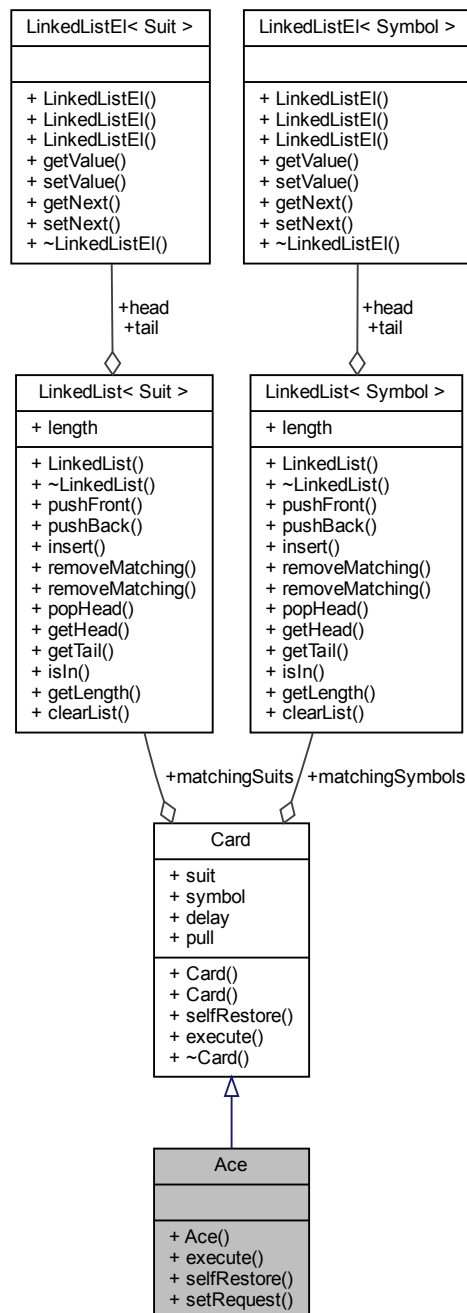 LinkedListEl< Suit >
+ LinkedListEl()
+ LinkedListEl()
+ LinkedListEl()
+ getValue()
+ setValue()
+ getNext()
+ setNext()
+ ~LinkedListEl()
LinkedListEl< Symbol >
+ LinkedListEl()
+ LinkedListEl()
+ LinkedListEl()
+ getValue()
+ setValue()
+ getNext()
+ setNext()
+ ~LinkedListEl()
+head
+tail
+head
+tail
LinkedList< Suit >
+ length
+ LinkedList()
+ ~LinkedList()
+ pushFront()
+ pushBack()
+ insert()
+ removeMatching()
+ removeMatching()
+ popHead()
+ getHead()
+ getTail()
+ isIn()
+ getLength()
+ clearList()
LinkedList< Symbol >
+ length
+ LinkedList()
+ ~LinkedList()
+ pushFront()
+ pushBack()
+ insert()
+ removeMatching()
+ removeMatching()
+ popHead()
+ getHead()
+ getTail()
+ isIn()
+ getLength()
+ clearList()
+matchingSuits
+matchingSymbols
Card
+ suit
+ symbol
+ delay
+ pull
+ Card()
+ Card()
+ selfRestore()
+ execute()
+ ~Card()
Ace
+ Ace()
+ execute()
+ selfRestore()
+ setRequest()